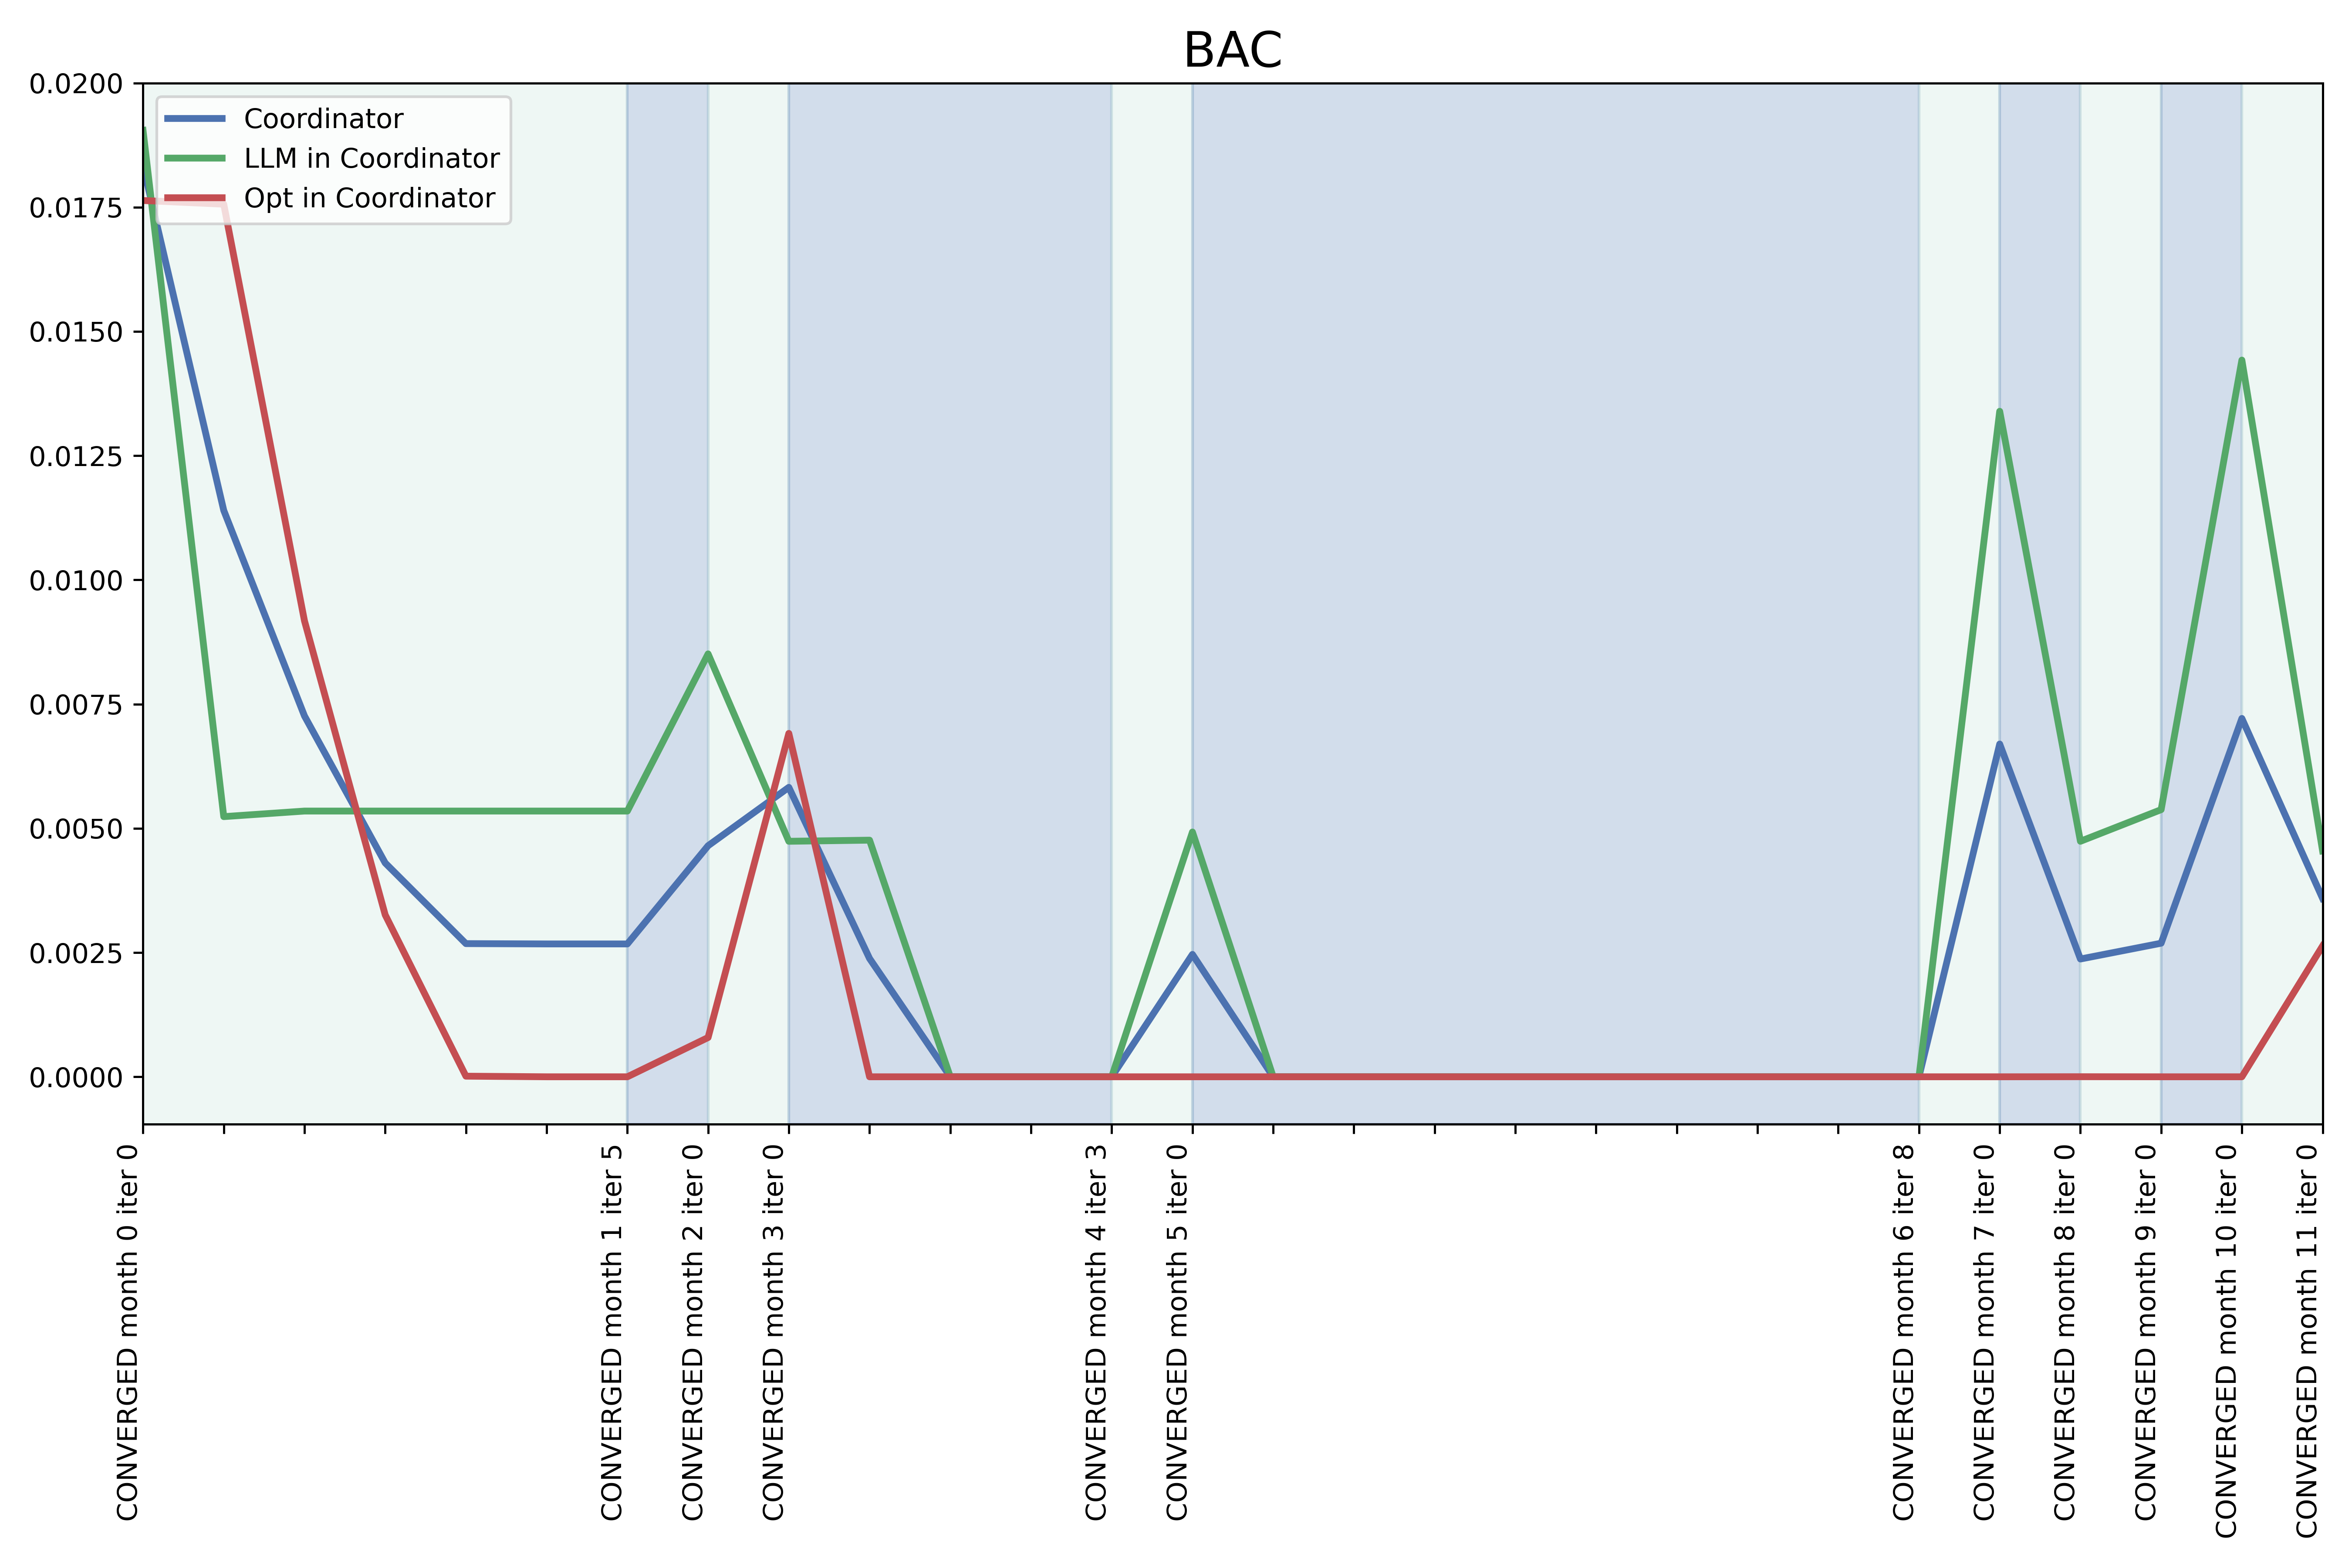 BAC
0.0200
0.0175
0.0150
0.0125
0.0100
0.0075
0.0050
0.0025
0.0000
Coordinator
LLM in Coordinator
Opt in Coordinator
CONVERGED month 0 iter 0
CONVERGED month 1 iter 5
CONVERGED month 2 iter 0
CONVERGED month 3 iter 0
CONVERGED month 4 iter 3
CONVERGED month 5 iter 0
CONVERGED month 6 iter 8
CONVERGED month 7 iter 0
CONVERGED month 8 iter 0
CONVERGED month 9 iter 0
CONVERGED month 10 iter 0
CONVERGED month 11 iter 0